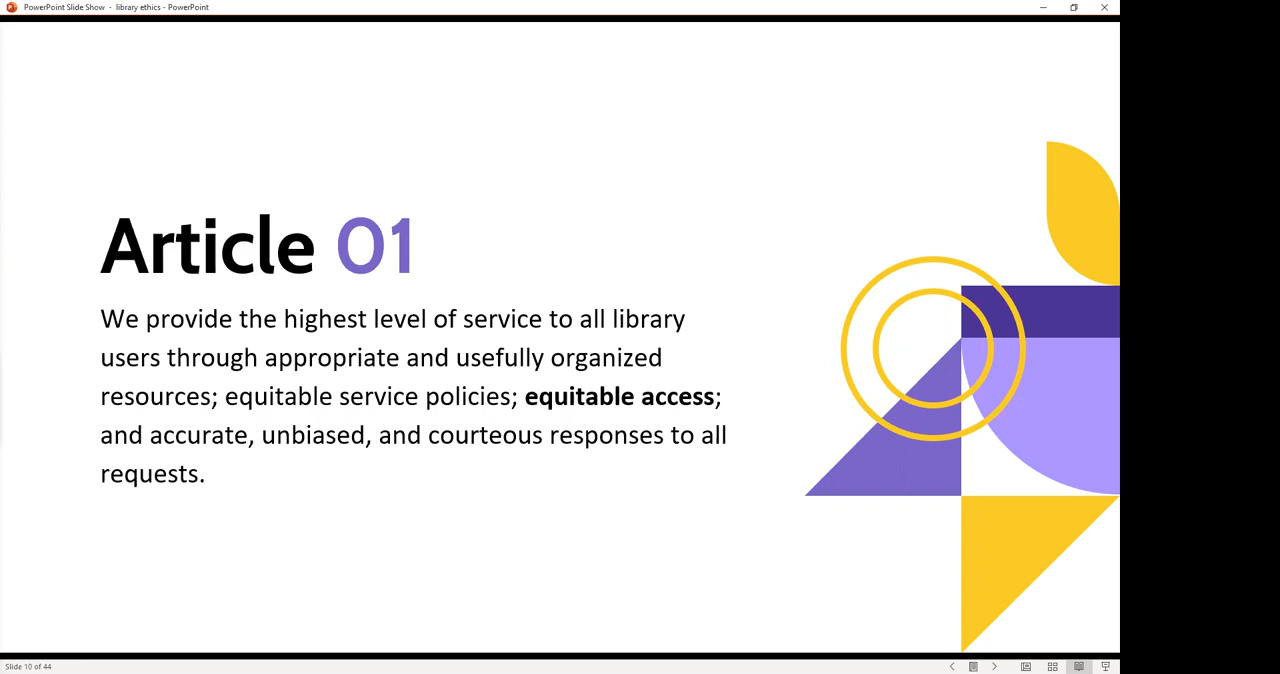 PowerPoint Slide Show - library ethics - PowerPoint
Article 01
We provide the highest level of service to all library
users through appropriate and usefully organized
resources; equitable service policies; equitable access;
and accurate, unbiased, and courteous responses to all
requests.
Slide 10 of 44